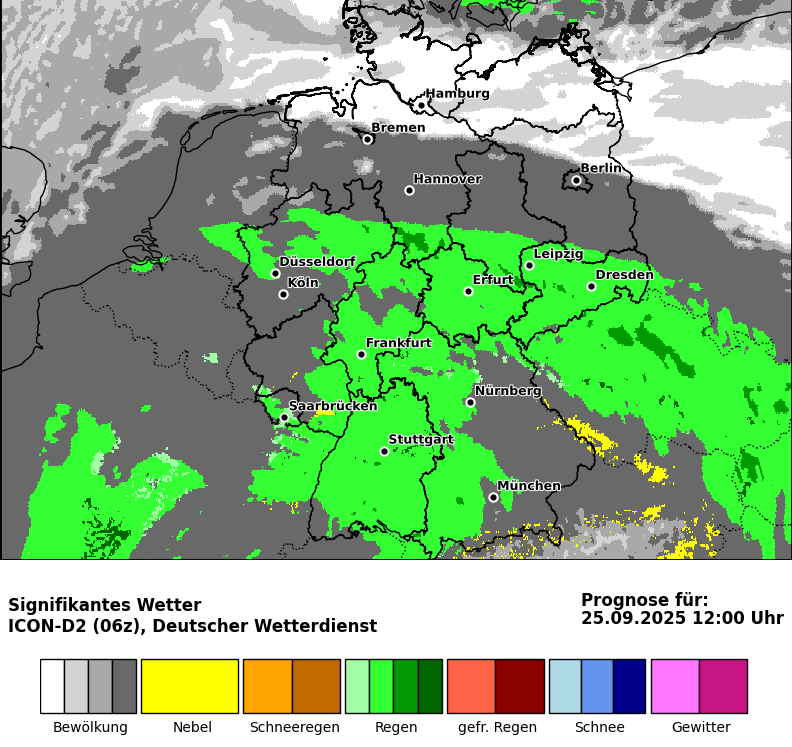 Hamburg
Bremen
Berlin
Hannover
Leipzig
Düsseldorf
Dresden
Köln
Erfurt
Frankfurt
Nürnberg
Saarbrücken
Stuttgart
München
Signifikantes Wetter
ICON-D2 (06z), Deutscher Wetterdienst
Prognose für:
25.09.2025 12:00 Uhr
Bewölkung Nebel Schneeregen Regen gefr. Regen Schnee Gewitter